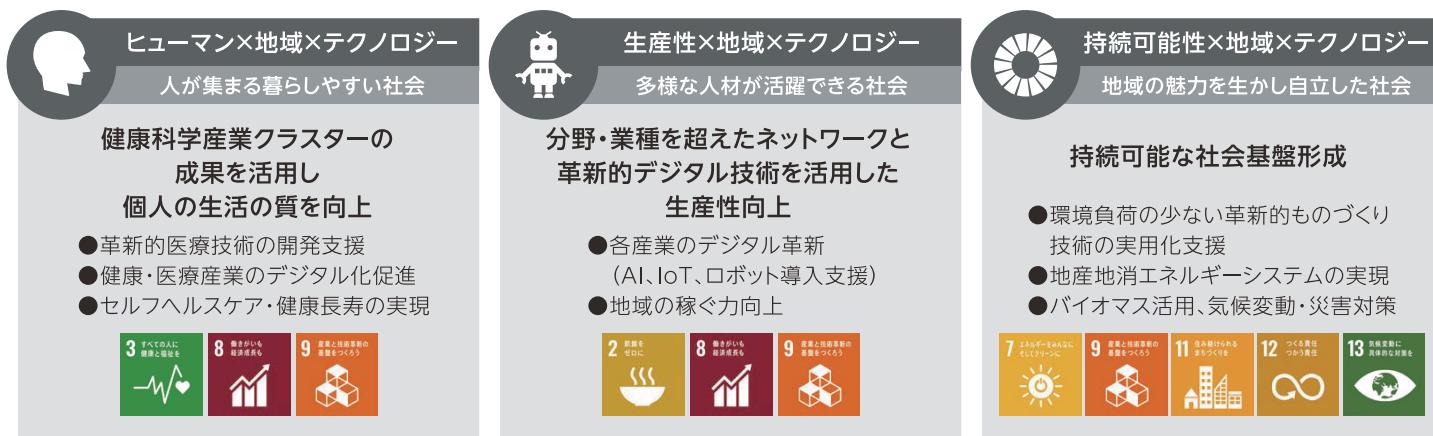 ヒューマン×地域×テクノロジー
人が集まる暮らしやすい社会
健康科学産業クラスターの
成果を活用し
個人の生活の質を向上
●革新的医療技術の開発支援
●健康・医療産業のデジタル化促進
●セルフヘルスケア・健康長寿の実現
3 すべての人に
健康と福祉を
8 働きがいも
経済成長も
9 産業と技術革新の
基盤をつくろう
生産性×地域×テクノロジー
多様な人材が活躍できる社会
分野・業種を超えたネットワークと
革新的デジタル技術を活用した
生産性向上
●各産業のデジタル革新
（AI、IoT、ロボット導入支援）
●地域の稼ぐ力向上
2 飢餓を
ゼロに
8 働きがいも
経済成長も
9 産業と技術革新の
基盤をつくろう
持続可能性×地域×テクノロジー
地域の魅力を生かし自立した社会
持続可能な社会基盤形成
●環境負荷の少ない革新的ものづくり
技術の実用化支援
●地産地消エネルギーシステムの実現
●バイオマス活用、気候変動・災害対策
7 エネルギーをみんなに
そしてクリーンに
9 産業と技術革新の
基盤をつくろう
11 住み続けられる
まちづくりを
12 つくる責任
つかう責任
13 気候変動に
具体的な対策を